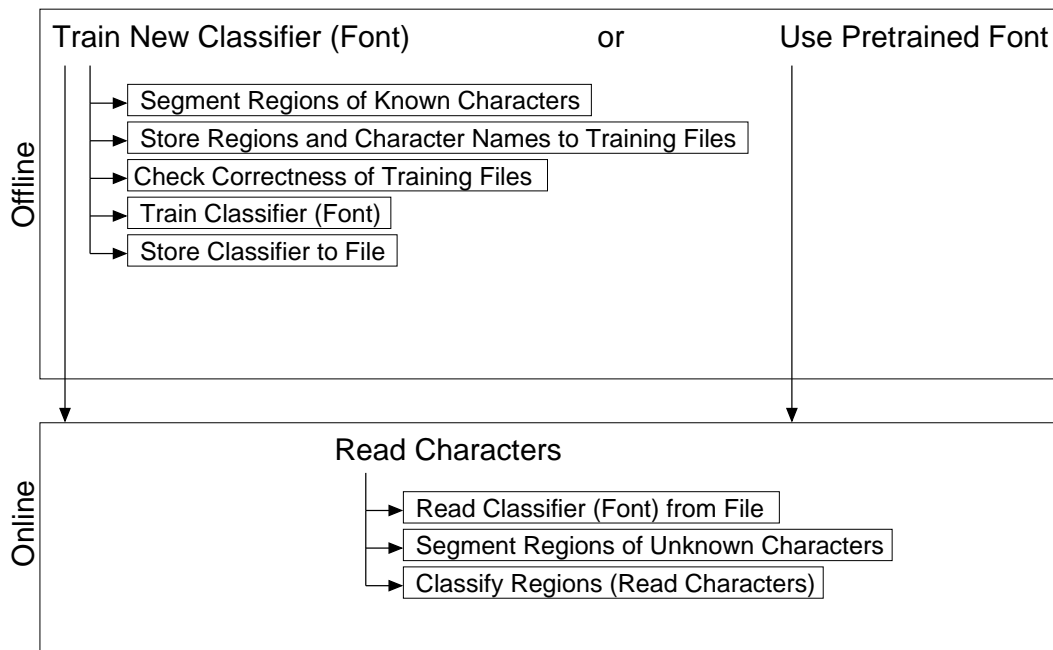 Train New Classifier (Font) or Use Pretrained Font
Segment Regions of Known Characters
Store Regions and Character Names to Training Files
Check Correctness of Training Files
Train Classifier (Font)
Store Classifier to File
Offline
Read Characters
Read Classifier (Font) from File
Segment Regions of Unknown Characters
Classify Regions (Read Characters)
Online